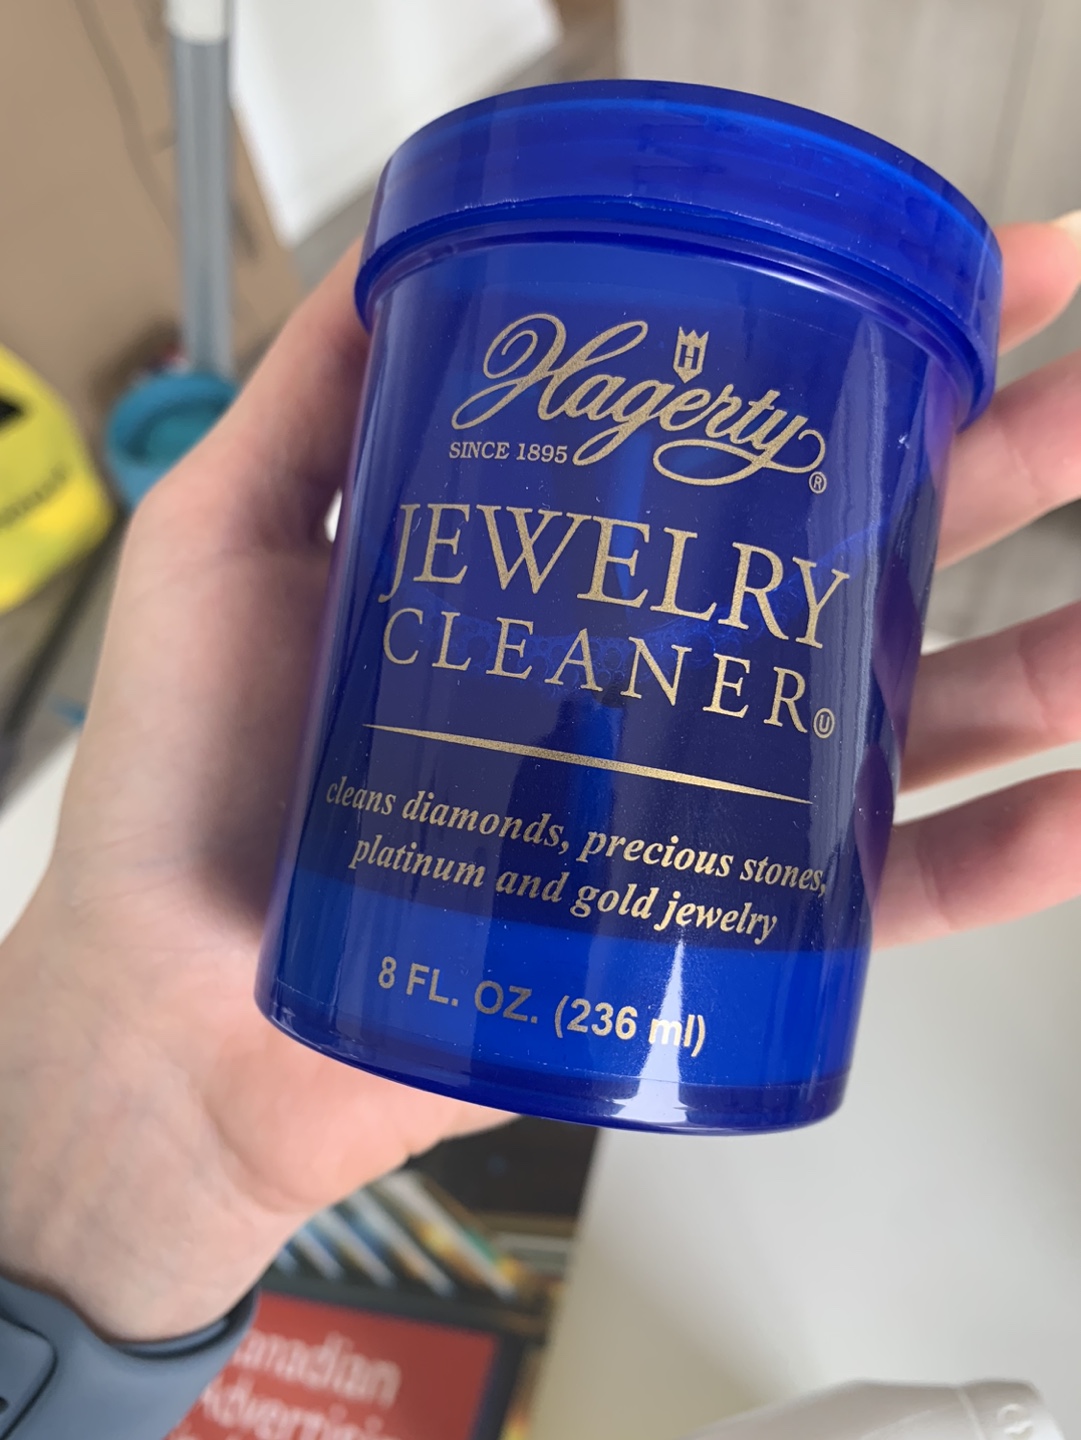 Hagerty®
H
SINCE 1895
JEWELRY
CLEANER Ⓤ
cleans diamonds, precious stones,
platinum and gold jewelry
8 FL. OZ. (236 ml)